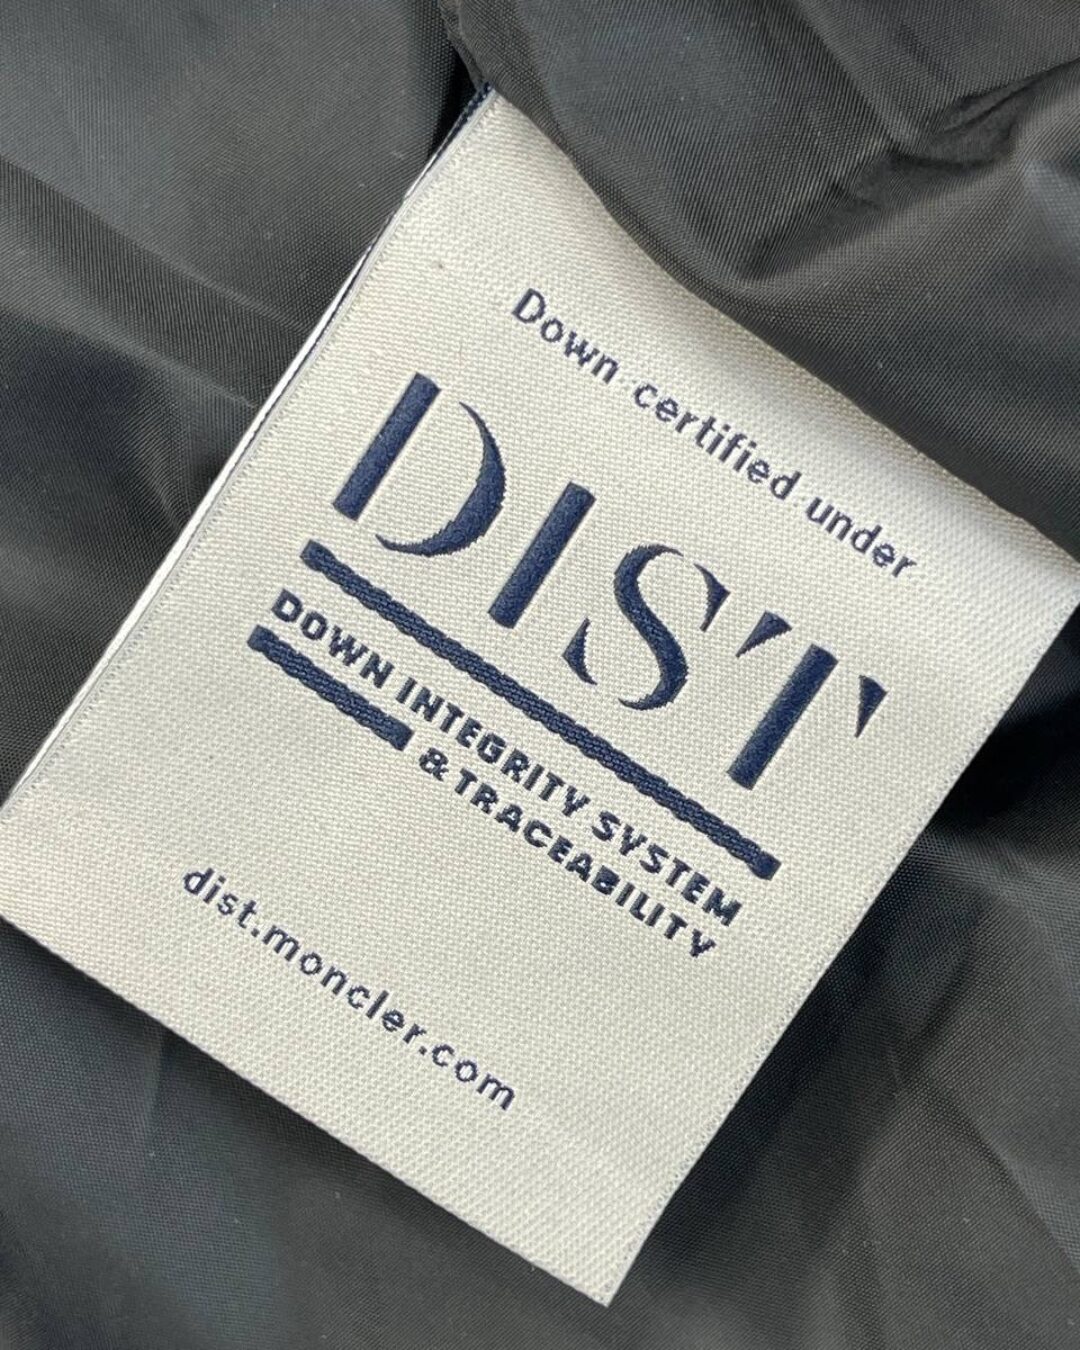 Down certified under
DIST
DOWN INTEGRITY SYSTEM
& TRACEABILITY
dist.moncler.com